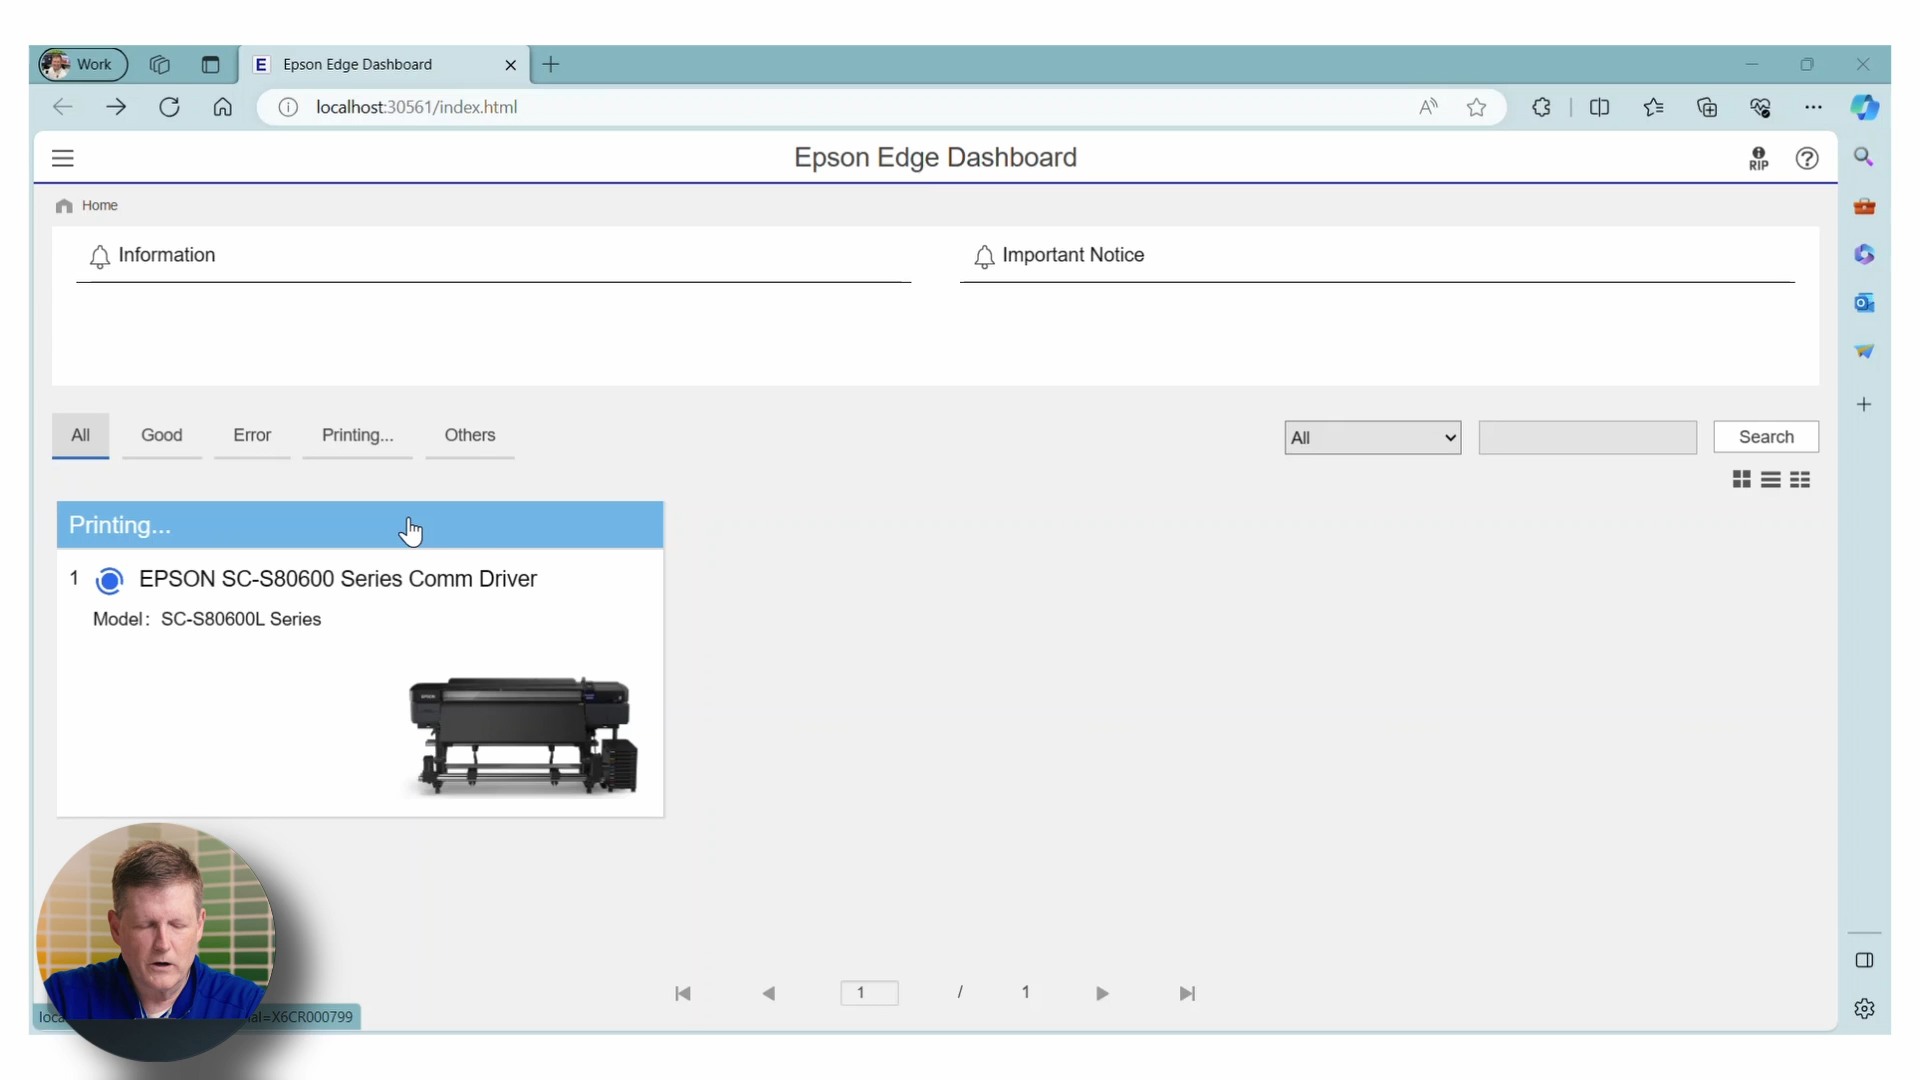 Work
E Epson Edge Dashboard
localhost:30561/index.html
Epson Edge Dashboard
RIP
Home
Information
Important Notice
All
Good
Error
Printing...
Others
All
Search
Printing...
1 EPSON SC-S80600 Series Comm Driver
Model: SC-S80600L Series
EPSON
1 / 1
al=X6CR000799